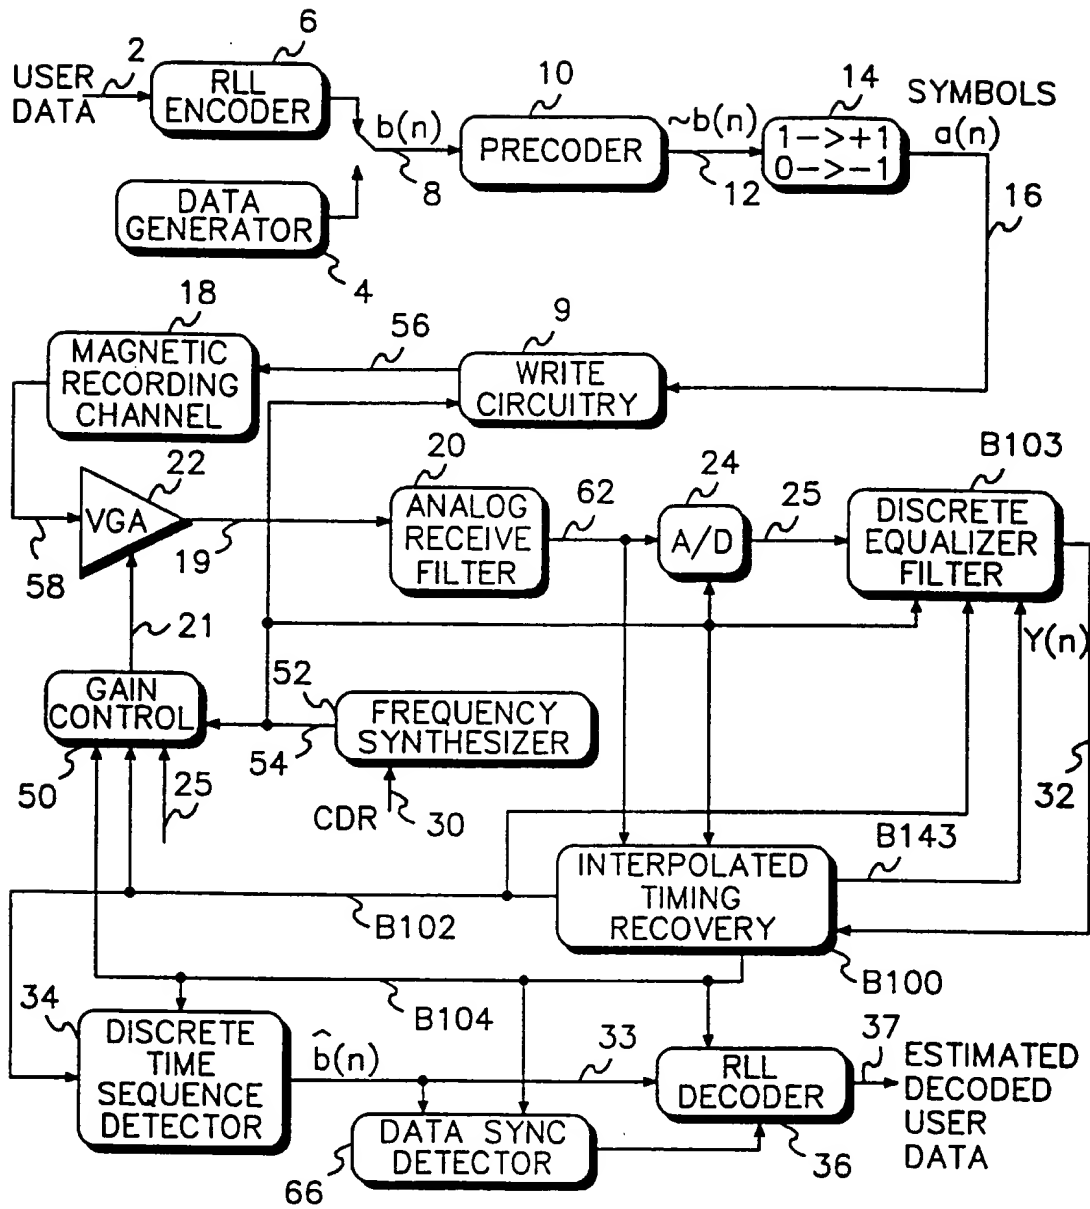 USER
DATA
2
RLL
ENCODER
6
b(n)
8
PRECODER
10
~b(n)
12
1->+1
0->-1
14
SYMBOLS
a(n)
16
DATA
GENERATOR
4
MAGNETIC
RECORDING
CHANNEL
18
56
WRITE
CIRCUITRY
9
VGA
22
58
19
ANALOG
RECEIVE
FILTER
20
62
A/D
24
25
DISCRETE
EQUALIZER
FILTER
B103
21
Y(n)
GAIN
CONTROL
50
25
FREQUENCY
SYNTHESIZER
52
54
CDR
30
32
B143
INTERPOLATED
TIMING
RECOVERY
B102
B100
B104
34
DISCRETE
TIME
SEQUENCE
DETECTOR
b̂(n)
33
RLL
DECODER
36
37
ESTIMATED
DECODED
USER
DATA
DATA SYNC
DETECTOR
66